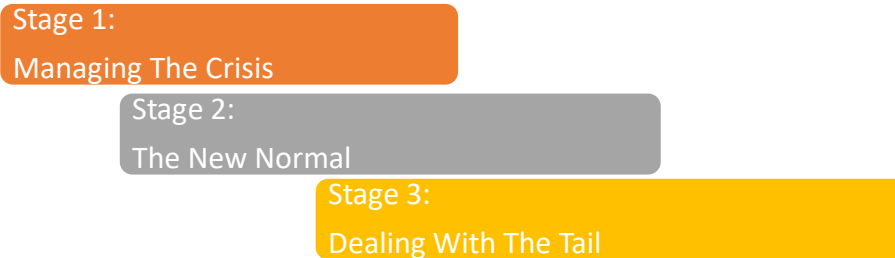 Stage 1:
Managing The Crisis
Stage 2:
The New Normal
Stage 3:
Dealing With The Tail